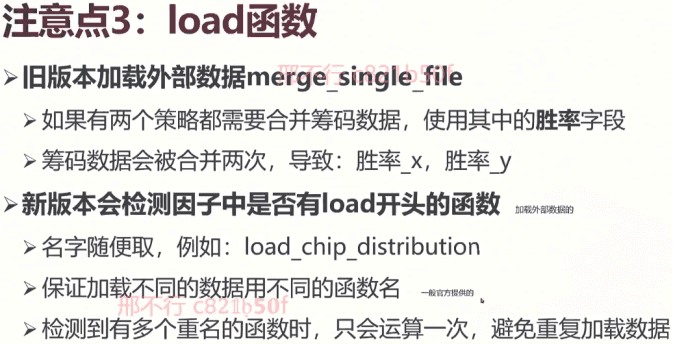 注意点3：load函数
➢旧版本加载外部数据merge_single_file
邢不行 c821b50f
➢如果有两个策略都需要合并筹码数据，使用其中的胜率字段
➢筹码数据会被合并两次，导致：胜率_x，胜率_y
➢新版本会检测因子中是否有load开头的函数 加载外部数据的
➢名字随便取，例如：load_chip_distribution
➢保证加载不同的数据用不同的函数名 一般官方提供的
邢不行 c821b50f
➢检测到有多个重名的函数时，只会运算一次，避免重复加载数据